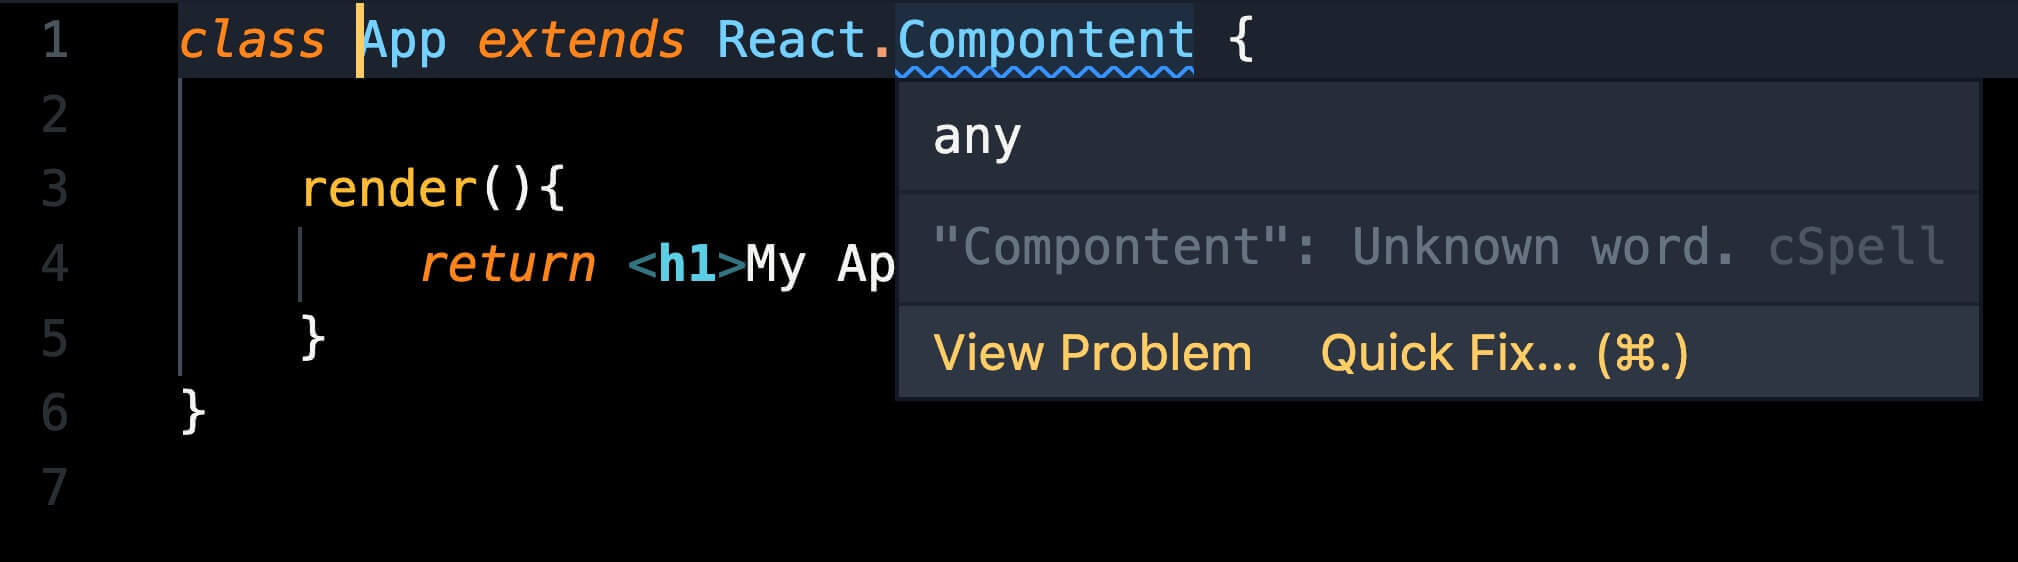 1 class App extends React.Compontent {
2
any
3 render(){
"Compontent": Unknown word. cSpell
4 return <h1>My Ap
5 }
View Problem Quick Fix... (⌘.)
6 }
7